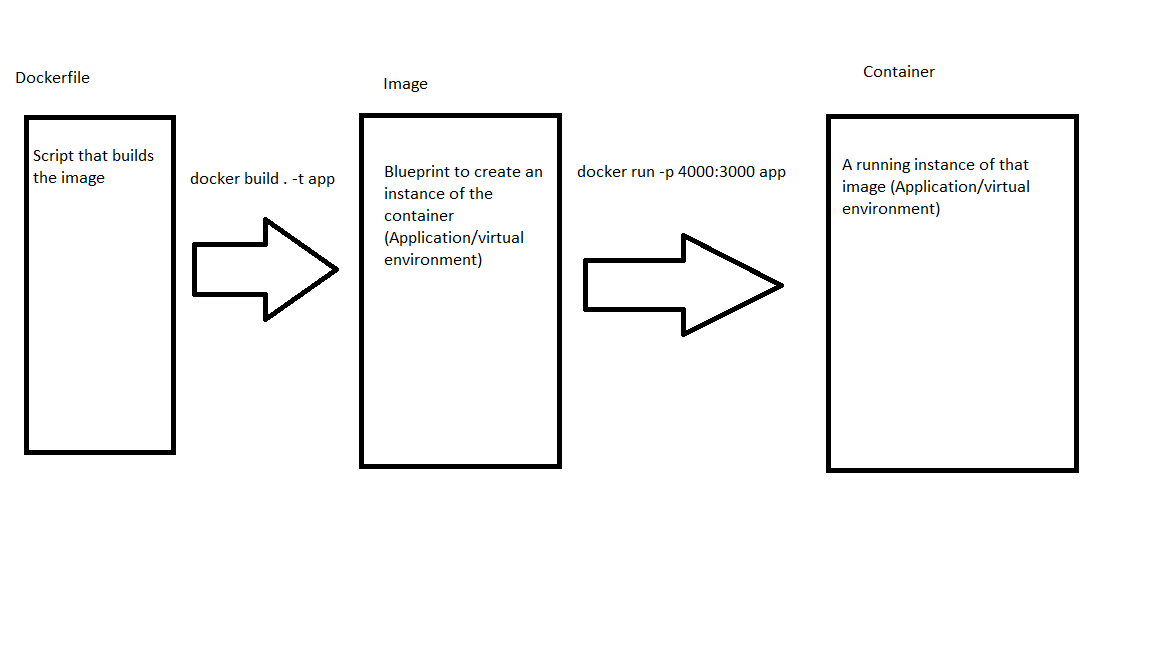 Dockerfile
Script that builds
the image
docker build . -t app
Image
Blueprint to create an
instance of the
container
(Application/virtual
environment)
docker run -p 4000:3000 app
Container
A running instance of that
image (Application/virtual
environment)